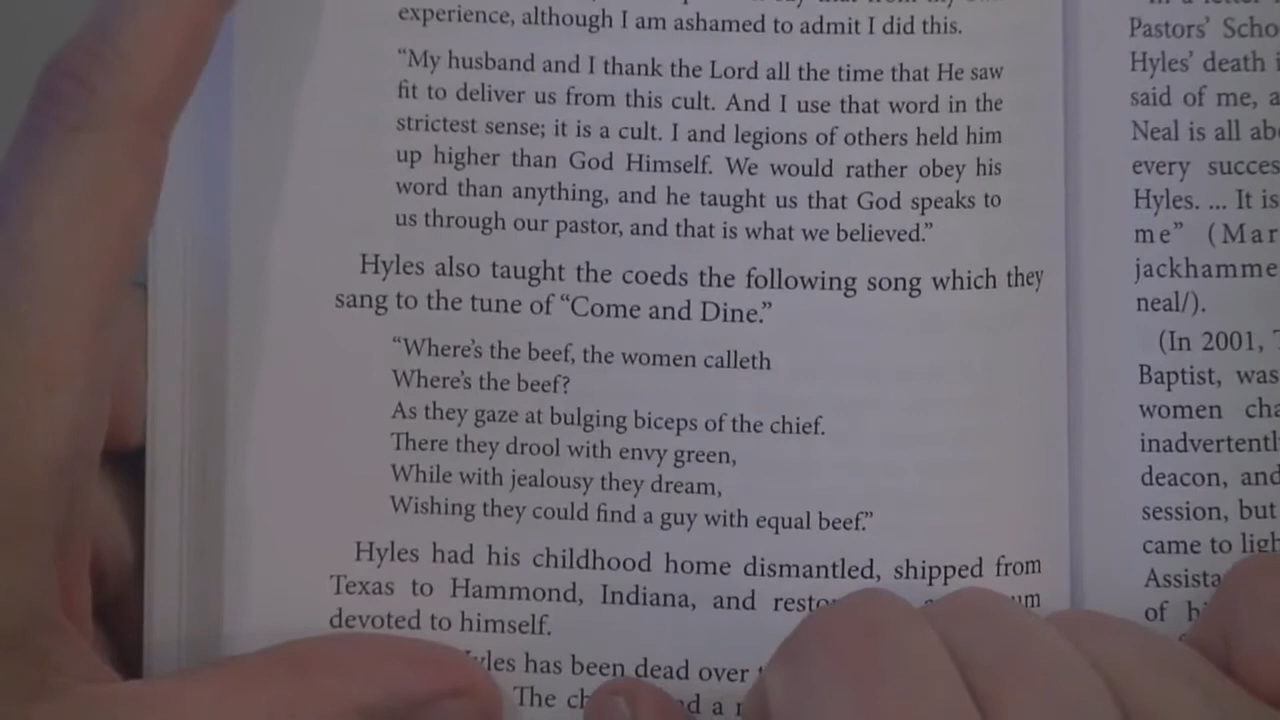 experience, although I am ashamed to admit I did this.
“My husband and I thank the Lord all the time that He saw
fit to deliver us from this cult. And I use that word in the
strictest sense; it is a cult. I and legions of others held him
up higher than God Himself. We would rather obey his
word than anything, and he taught us that God speaks to
us through our pastor, and that is what we believed.”
Hyles also taught the coeds the following song which they
sang to the tune of “Come and Dine.”
“Where’s the beef, the women calleth
Where’s the beef?
As they gaze at bulging biceps of the chief.
There they drool with envy green,
While with jealousy they dream,
Wishing they could find a guy with equal beef.”
Hyles had his childhood home dismantled, shipped from
Texas to Hammond, Indiana, and
devoted to himself.
has been dead over
The
Pastors’
Hyles’ death
said of me,
Neal is all
every
Hyles. ... It is
me”
neal/).
(In 2001,
Baptist, was
women
deacon, and
session, but
came to
of